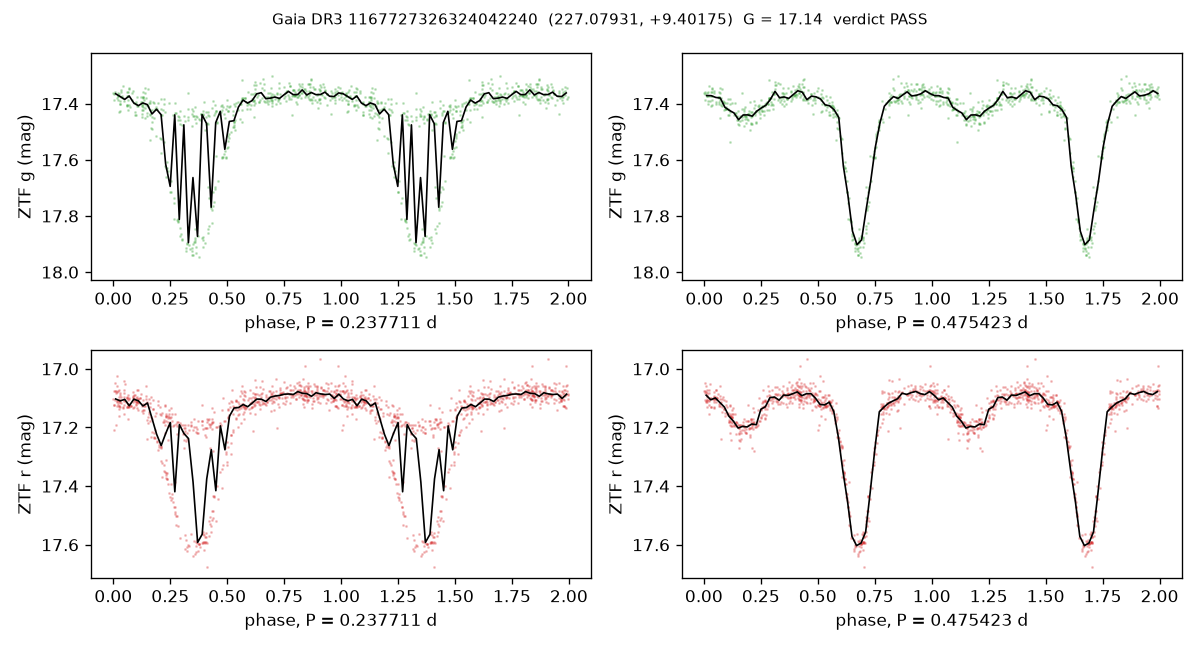 Gaia DR3 1167727326324042240 (227.07931, +9.40175) G = 17.14 verdict PASS
ZTF g (mag)
17.4
17.6
17.8
18.0
0.00 0.25 0.50 0.75 1.00 1.25 1.50 1.75 2.00
phase, P = 0.237711 d
ZTF g (mag)
17.4
17.6
17.8
18.0
0.00 0.25 0.50 0.75 1.00 1.25 1.50 1.75 2.00
phase, P = 0.475423 d
ZTF r (mag)
17.0
17.2
17.4
17.6
0.00 0.25 0.50 0.75 1.00 1.25 1.50 1.75 2.00
phase, P = 0.237711 d
ZTF r (mag)
17.0
17.2
17.4
17.6
0.00 0.25 0.50 0.75 1.00 1.25 1.50 1.75 2.00
phase, P = 0.475423 d